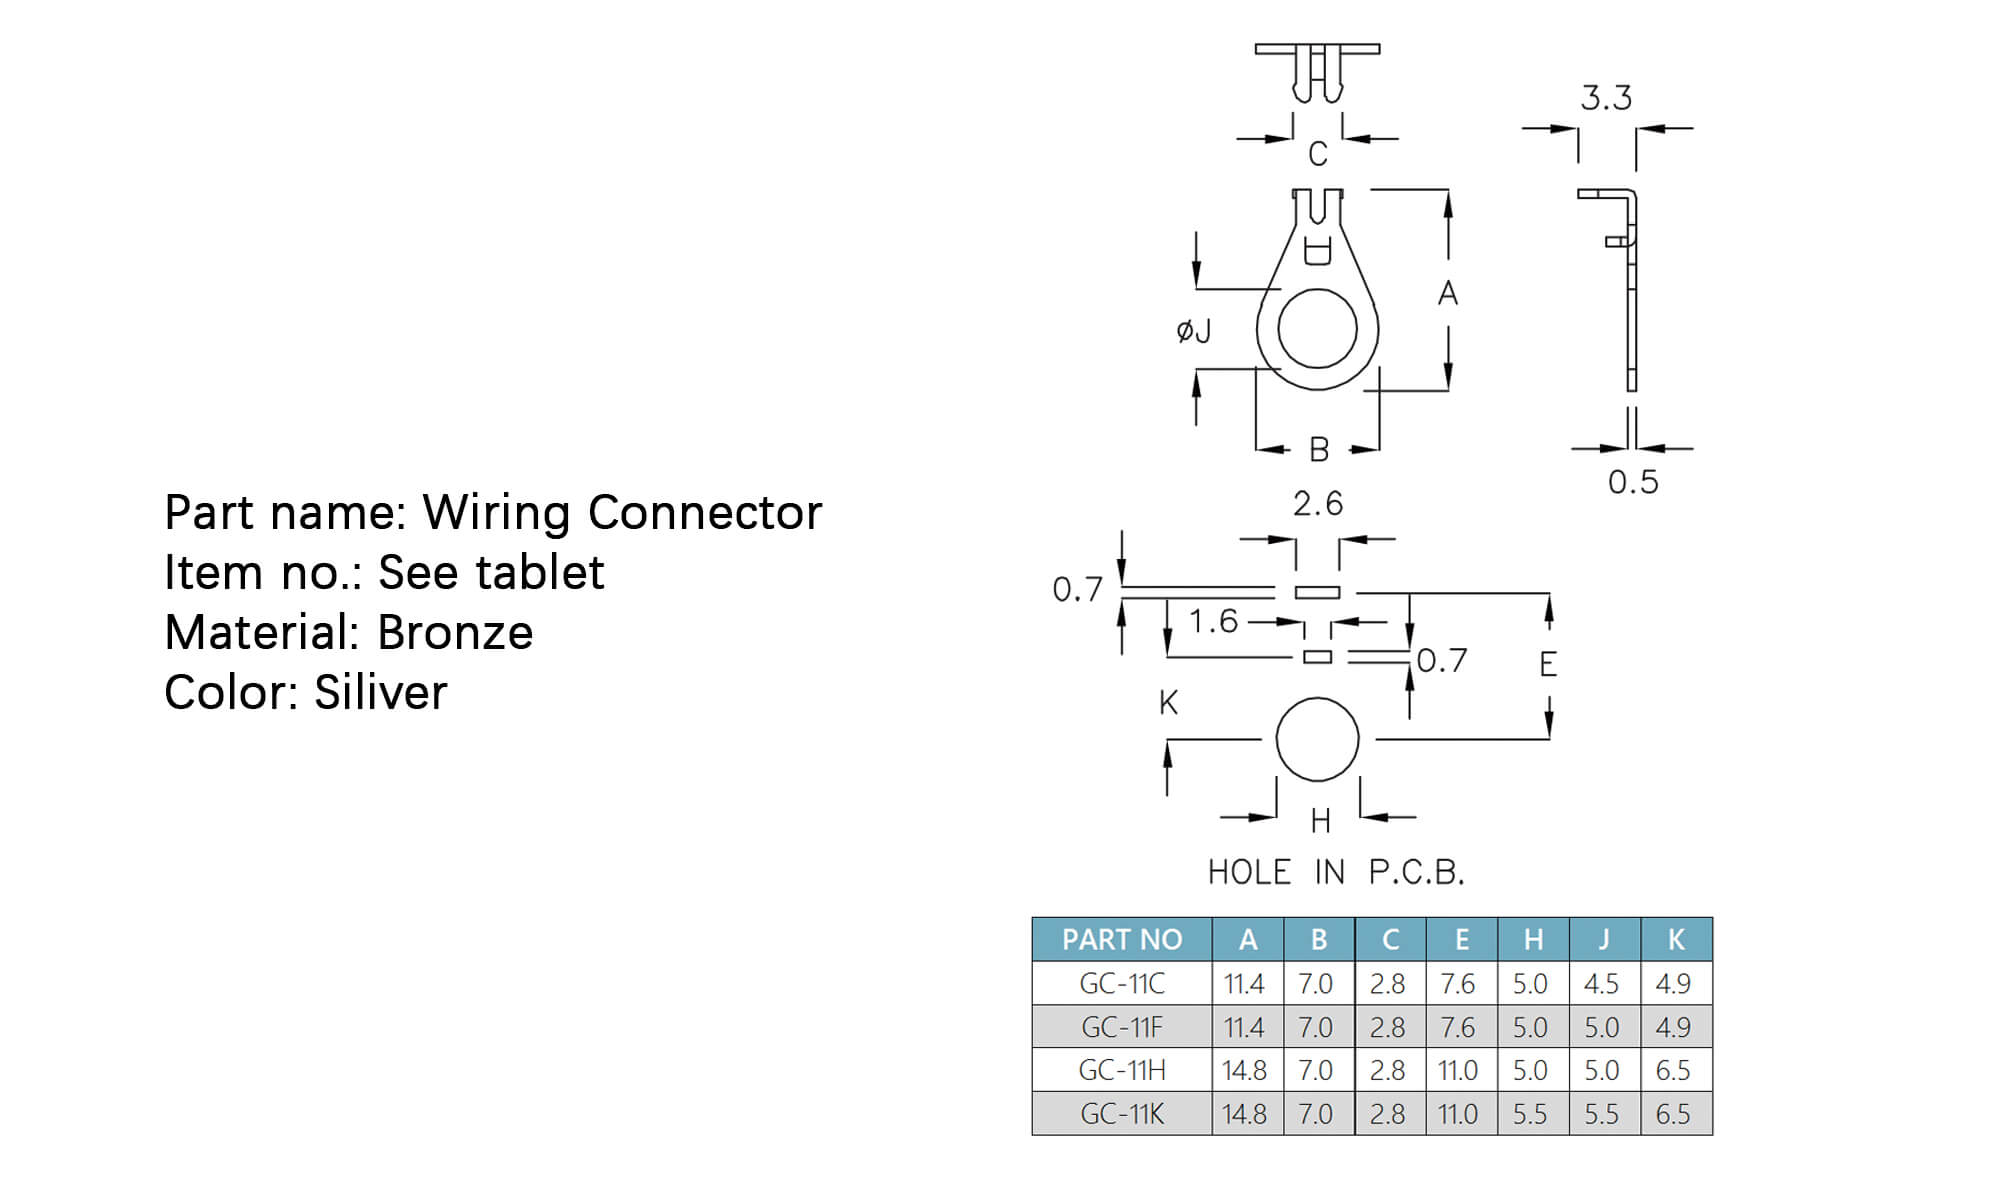 Part name: Wiring Connector
Item no.: See tablet
Material: Bronze
Color: Siliver
3.3
C
A
øJ
B
0.5
2.6
0.7
1.6
0.7
E
K
H
HOLE IN P.C.B.
PART NO A B C E H J K
GC-11C 11.4 7.0 2.8 7.6 5.0 4.5 4.9
GC-11F 11.4 7.0 2.8 7.6 5.0 5.0 4.9
GC-11H 14.8 7.0 2.8 11.0 5.0 5.0 6.5
GC-11K 14.8 7.0 2.8 11.0 5.5 5.5 6.5